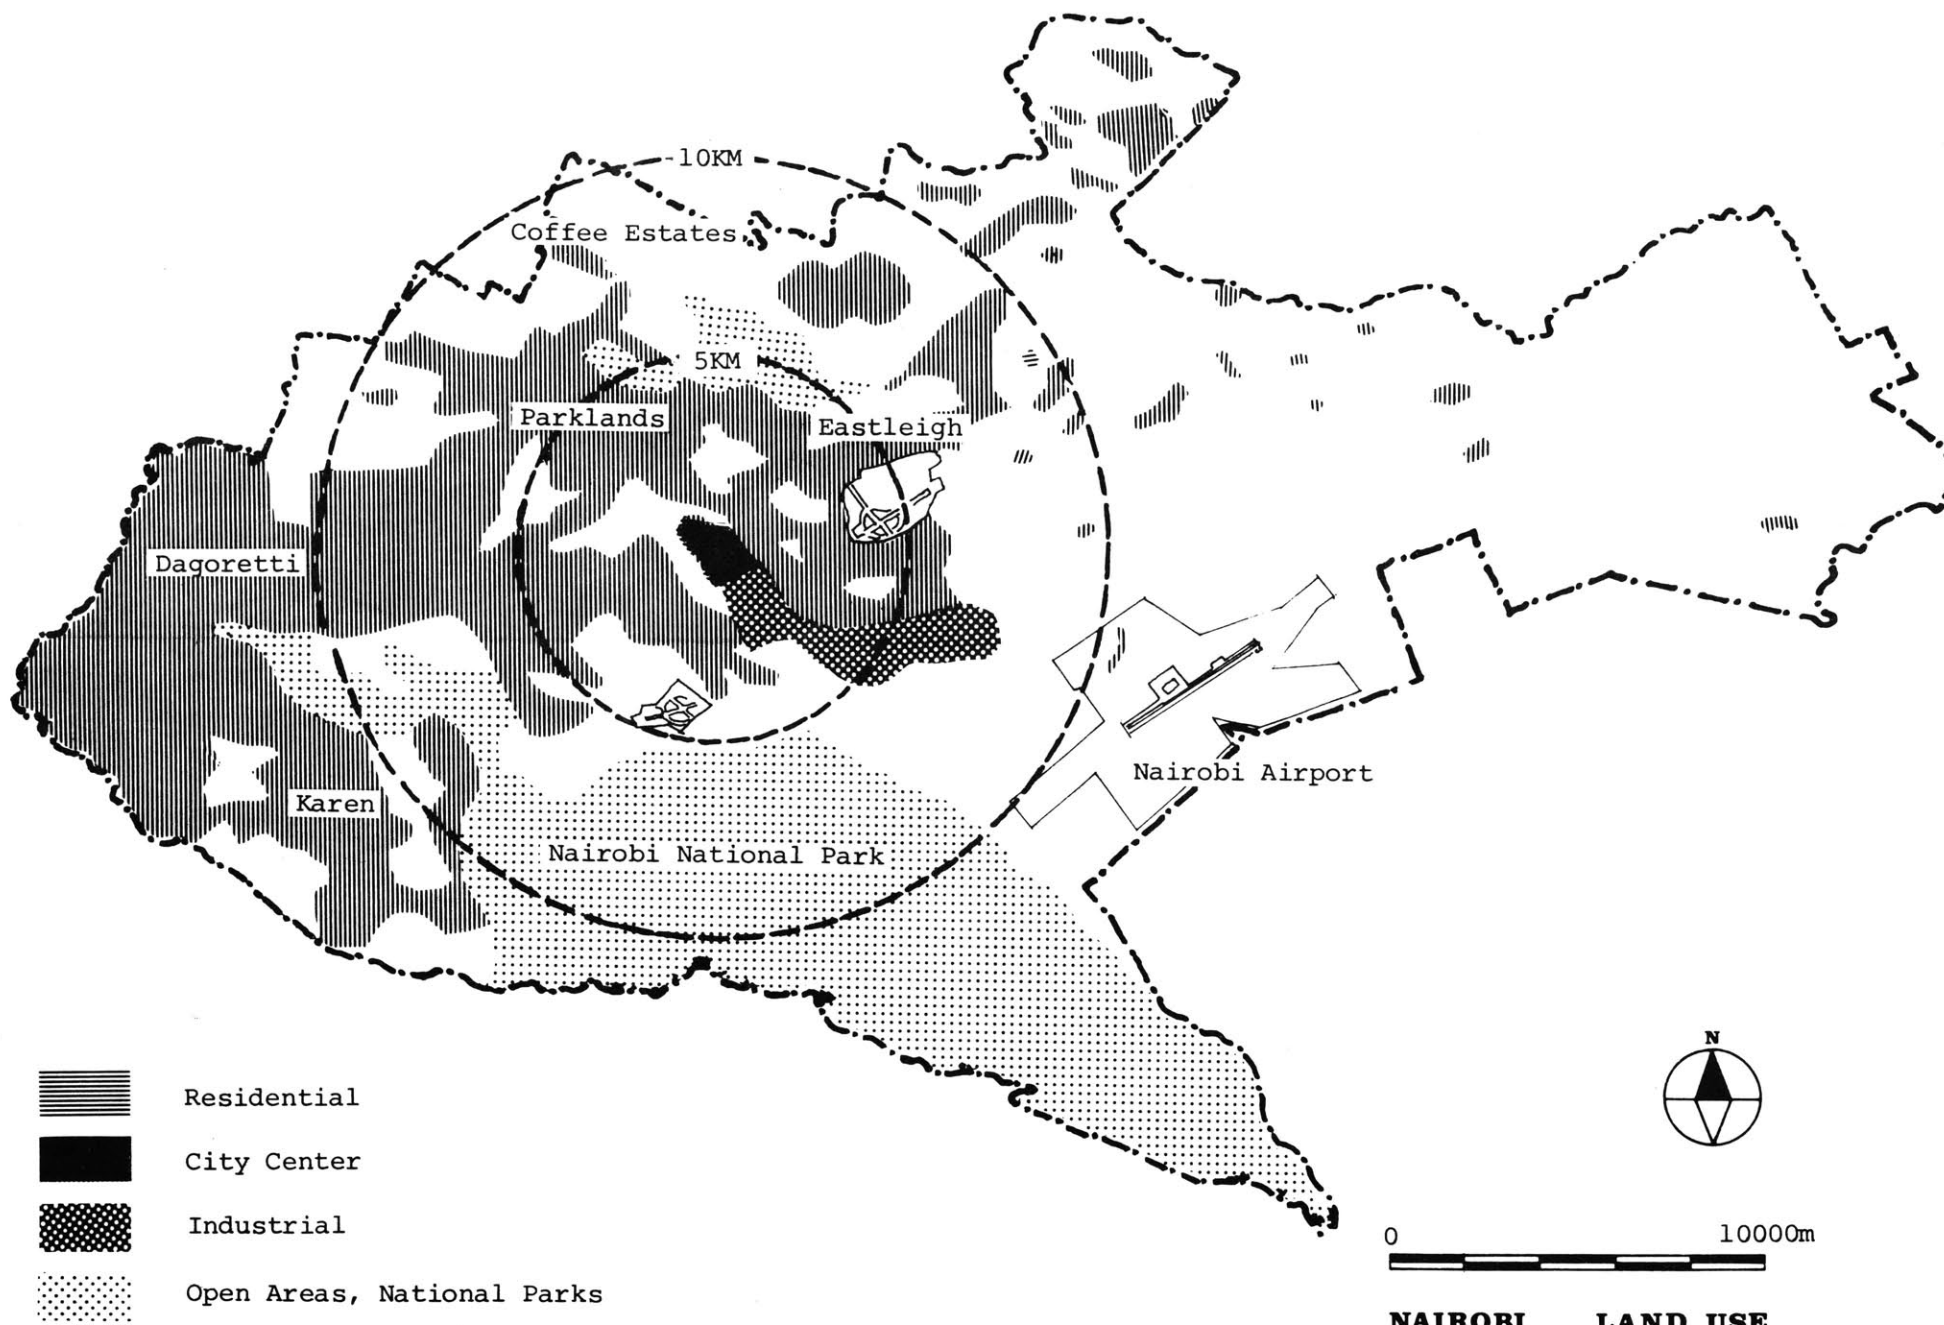 10KM
Coffee Estates
5KM
Parklands
Eastleigh
Dagoretti
Nairobi Airport
Karen
Nairobi National Park
N
Residential
City Center
Industrial
Open Areas, National Parks
0 10000m
NAIROBI LAND USE